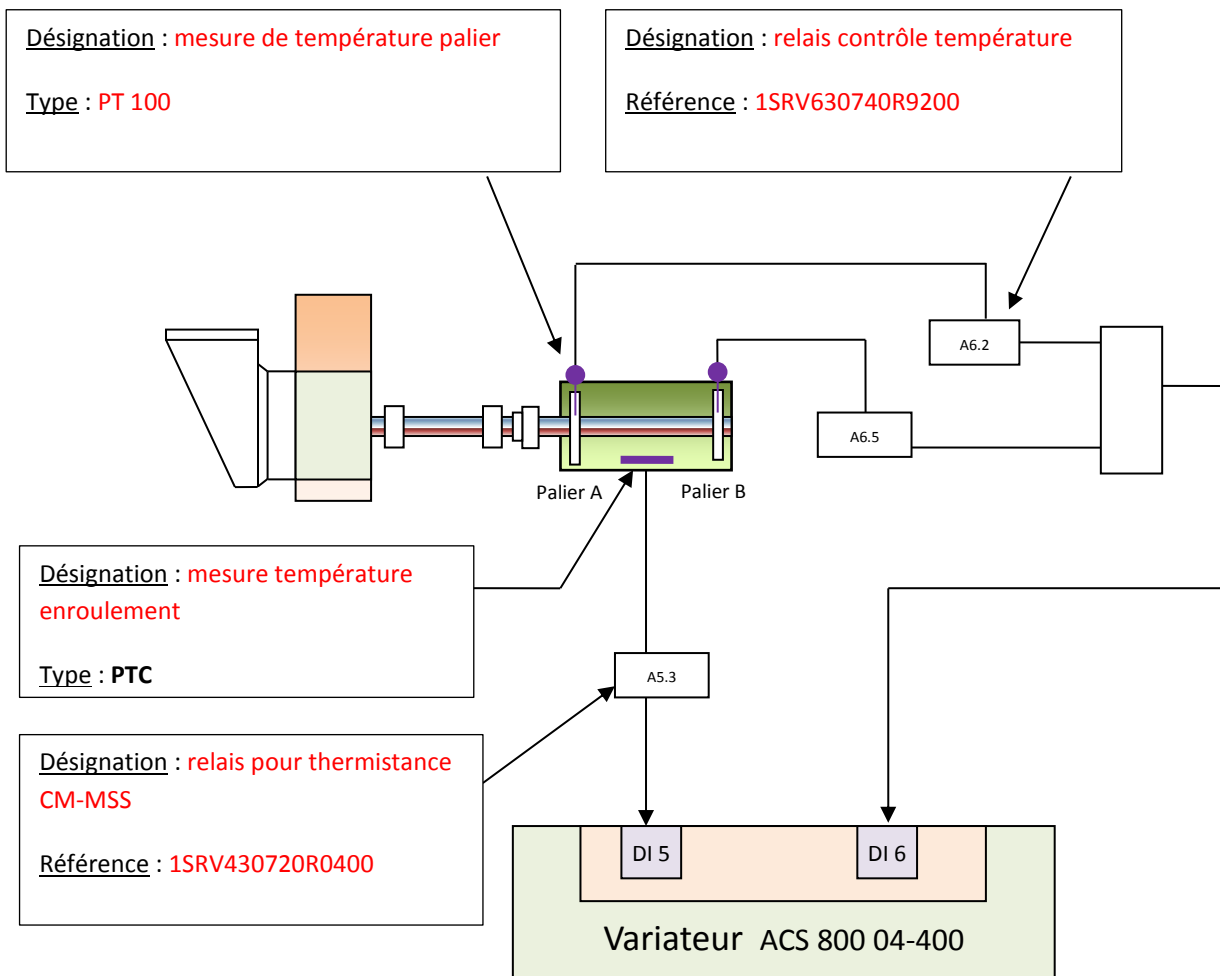 Désignation : mesure de température palier
Type : PT 100
Désignation : relais contrôle température
Référence : 1SRV630740R9200
A6.2
A6.5
Palier A
Palier B
Désignation : mesure température
enroulement
Type : PTC
A5.3
Désignation : relais pour thermistance
CM-MSS
Référence : 1SRV430720R0400
DI 5
DI 6
Variateur ACS 800 04-400